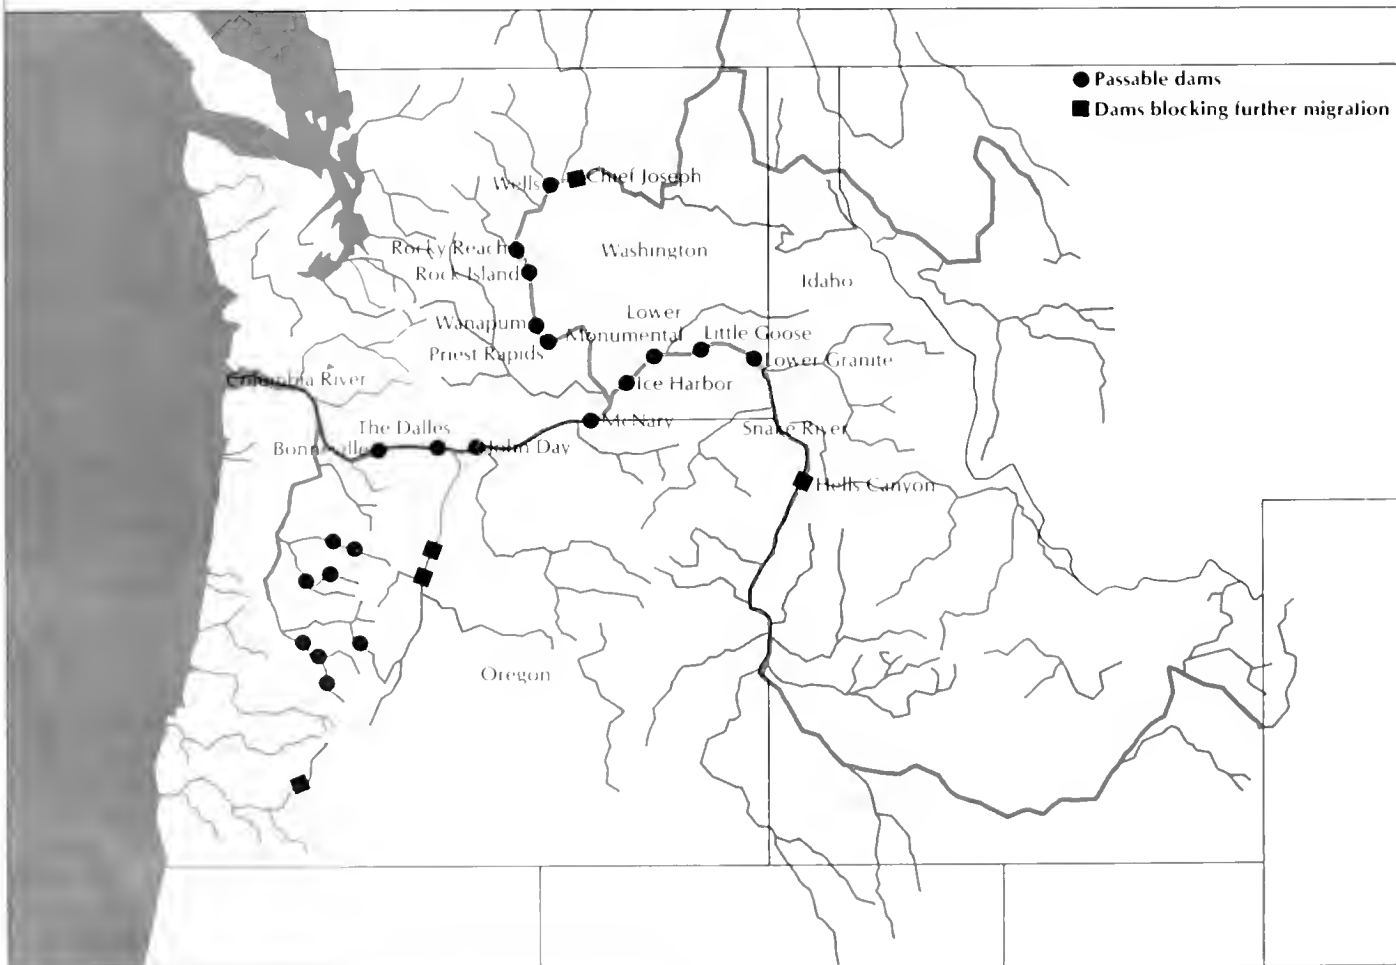 Passable dams
Dams blocking further migration
Wells
Chief Joseph
Rocky Reach
Washington
Rock Island
Idaho
Lower
Monumental
Wanapum
Little Goose
Priest Rapids
Lower Granite
Columbia River
Ice Harbor
The Dalles
McNary
Snake River
Bonneville
John Day
Hells Canyon
Oregon